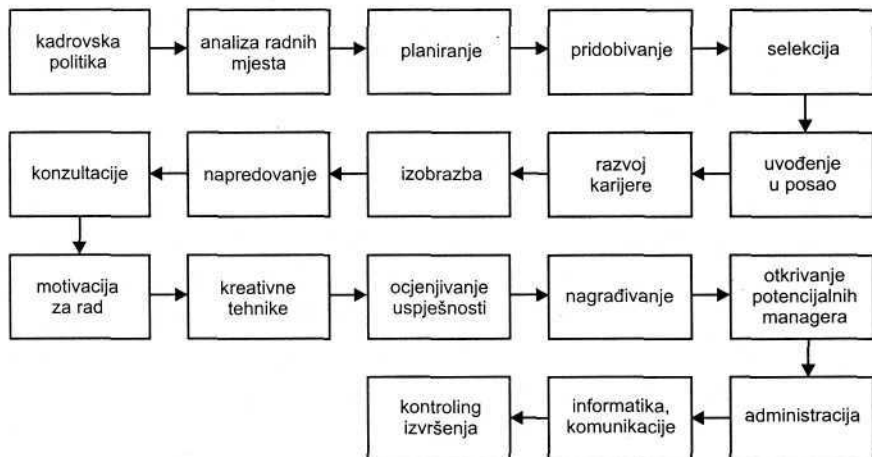 kadrovska
politika
analiza radnih
mjesta
planiranje
pridobivanje
selekcija
uvođenje
u posao
razvoj
karijere
izobrazba
napredovanje
konzultacije
motivacija
za rad
kreativne
tehnike
ocjenjivanje
uspješnosti
nagrađivanje
otkrivanje
potencijalnih
managera
administracija
informatika,
komunikacije
kontroling
izvršenja